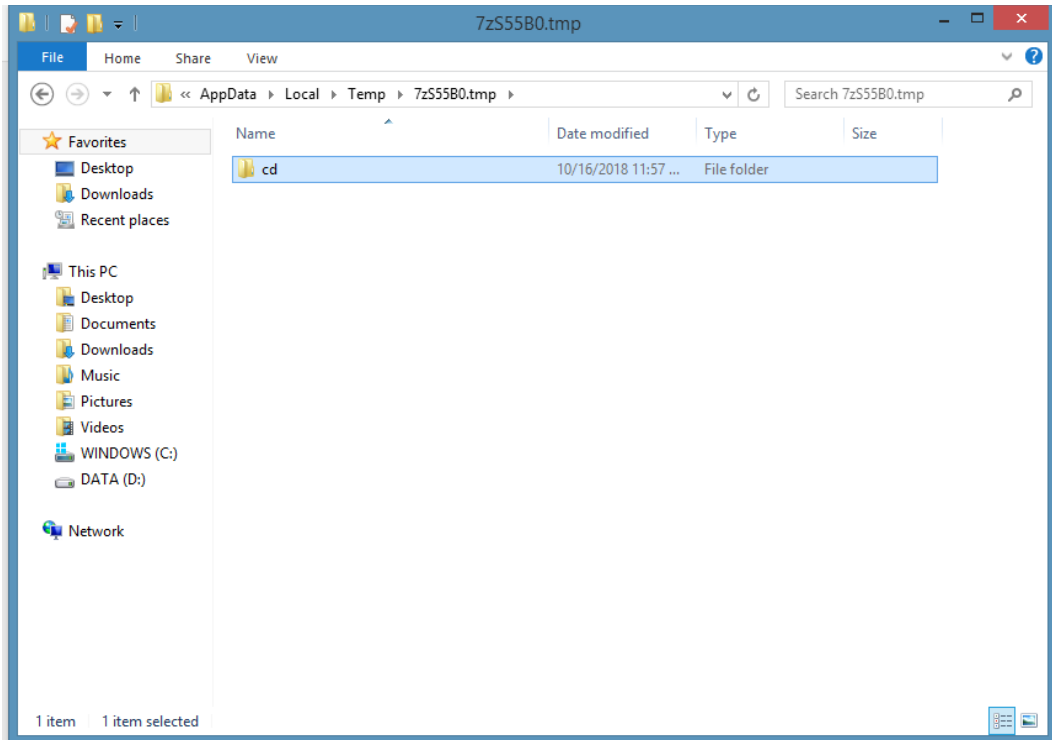 7zS55B0.tmp
File Home Share View
« AppData Local Temp 7zS55B0.tmp Search 7zS55B0.tmp
Name Date modified Type Size
cd 10/16/2018 11:57 ... File folder
Favorites
Desktop
Downloads
Recent places
This PC
Desktop
Documents
Downloads
Music
Pictures
Videos
WINDOWS (C:)
DATA (D:)
Network
1 item 1 item selected